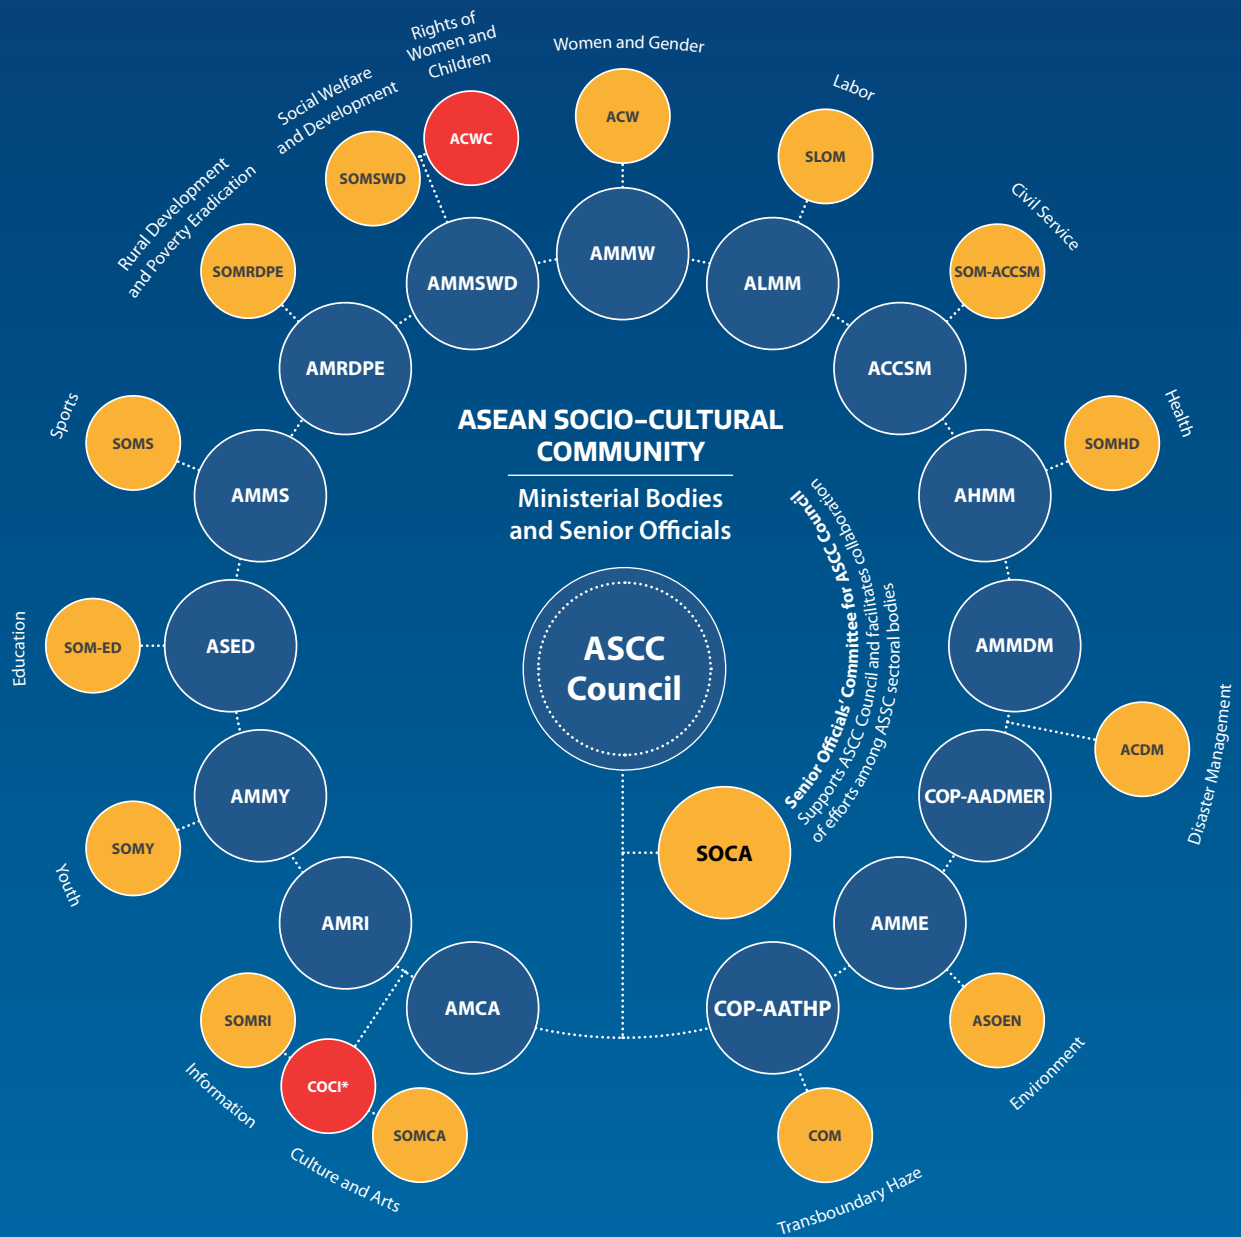 Rights of
Women and
Children
Women and Gender
Labor
Social Welfare
and Development
ACWC
ACW
SLOM
SOMSWD
Civil Service
Rural Development
and Poverty Eradication
SOMRDPE
AMMSWD
AMMW
ALMM
SOM-ACCSM
AMRDPE
ACCSM
Sports
SOMS
ASEAN SOCIO-CULTURAL
COMMUNITY
Ministerial Bodies
and Senior Officials
Health
SOMHD
AMMS
AHMM
Senior Officials' Committee for ASCC Council
Supports ASCC Council and facilitates collaboration
of efforts among ASSC sectoral bodies
Education
SOM-ED
ASED
ASCC
Council
AMMDM
ACDM
Disaster Management
AMMY
COP-AADMER
SOMY
Youth
SOCA
AMRI
AMME
AMCA
COP-AATHP
SOMRI
Information
ASOEN
Environment
COCI*
SOMCA
Culture and Arts
COM
Transboundary Haze